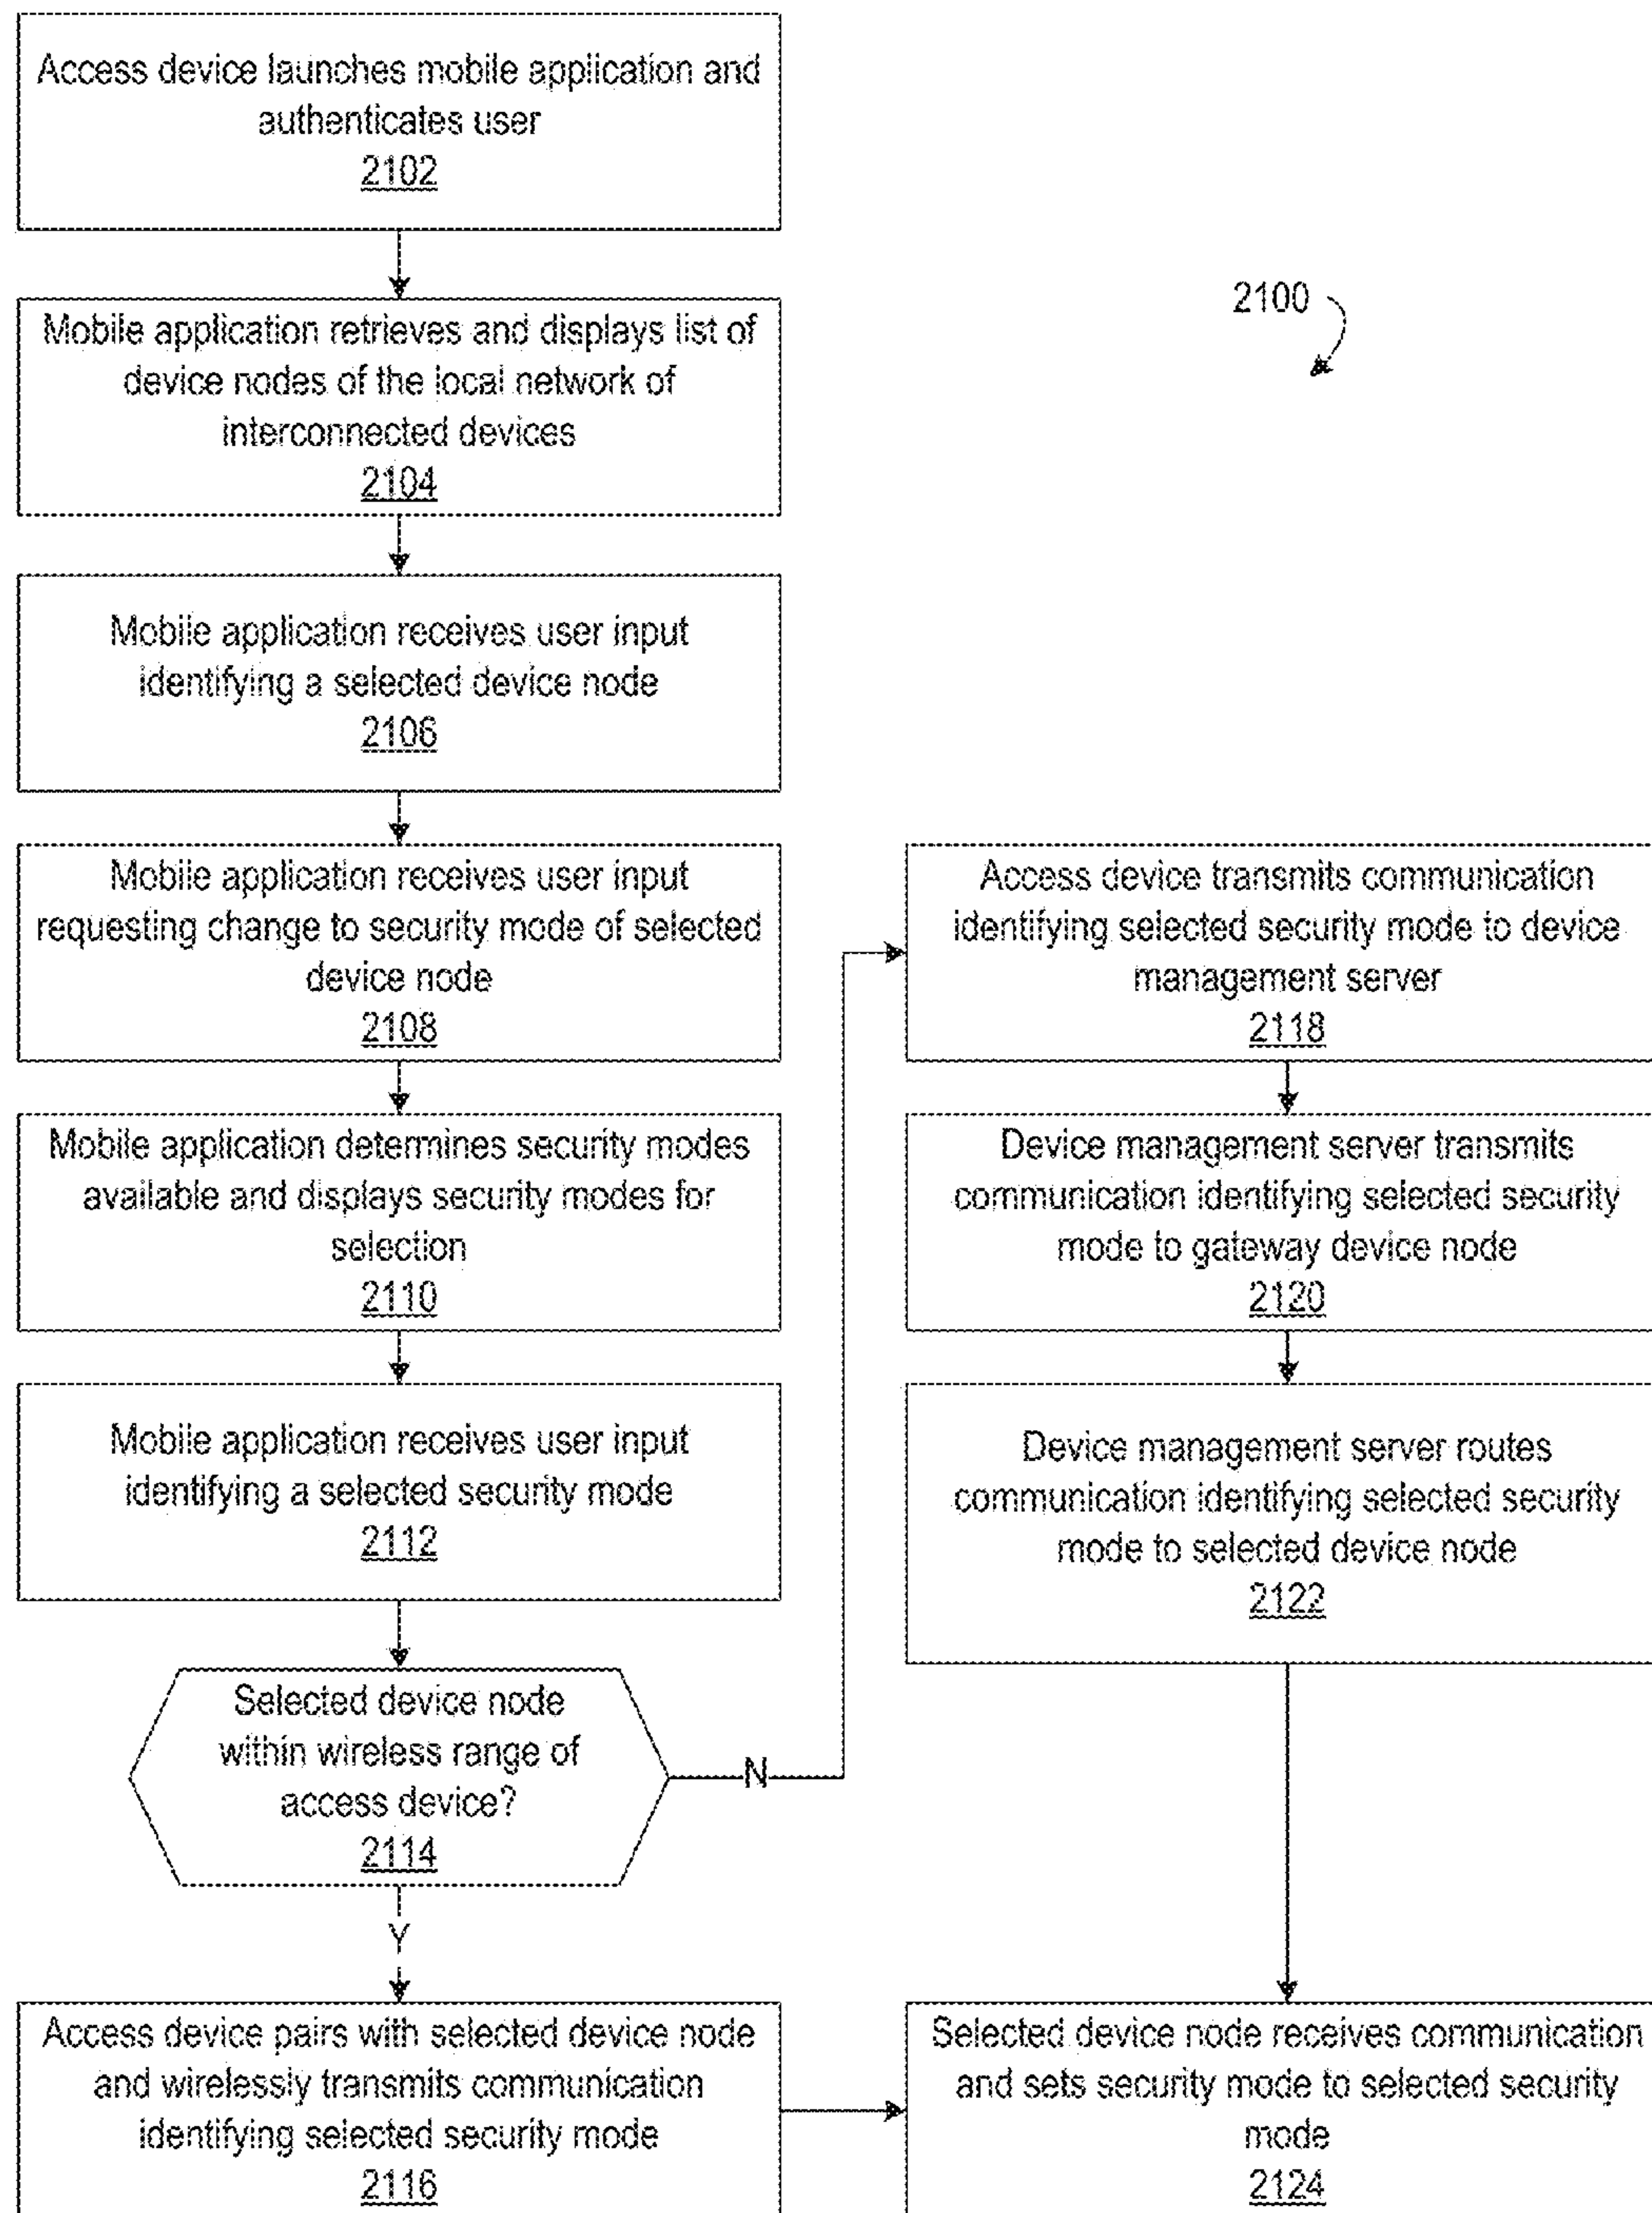 Access device launches mobile application and
authenticates user
2102
Mobile application retrieves and displays list of
device nodes of the local network of
interconnected devices
2104
2100
Mobile application receives user input
identifying a selected device node
2106
Mobile application receives user input
requesting change to security mode of selected
device node
2108
Mobile application determines security modes
available and displays security modes for
selection
2110
Mobile application receives user input
identifying a selected security mode
2112
Selected device node
within wireless range of
access device?
2114
N
Y
Access device pairs with selected device node
and wirelessly transmits communication
identifying selected security mode
2116
Access device transmits communication
identifying selected security mode to device
management server
2118
Device management server transmits
communication identifying selected security
mode to gateway device node
2120
Device management server routes
communication identifying selected security
mode to selected device node
2122
Selected device node receives communication
and sets security mode to selected security
mode
2124